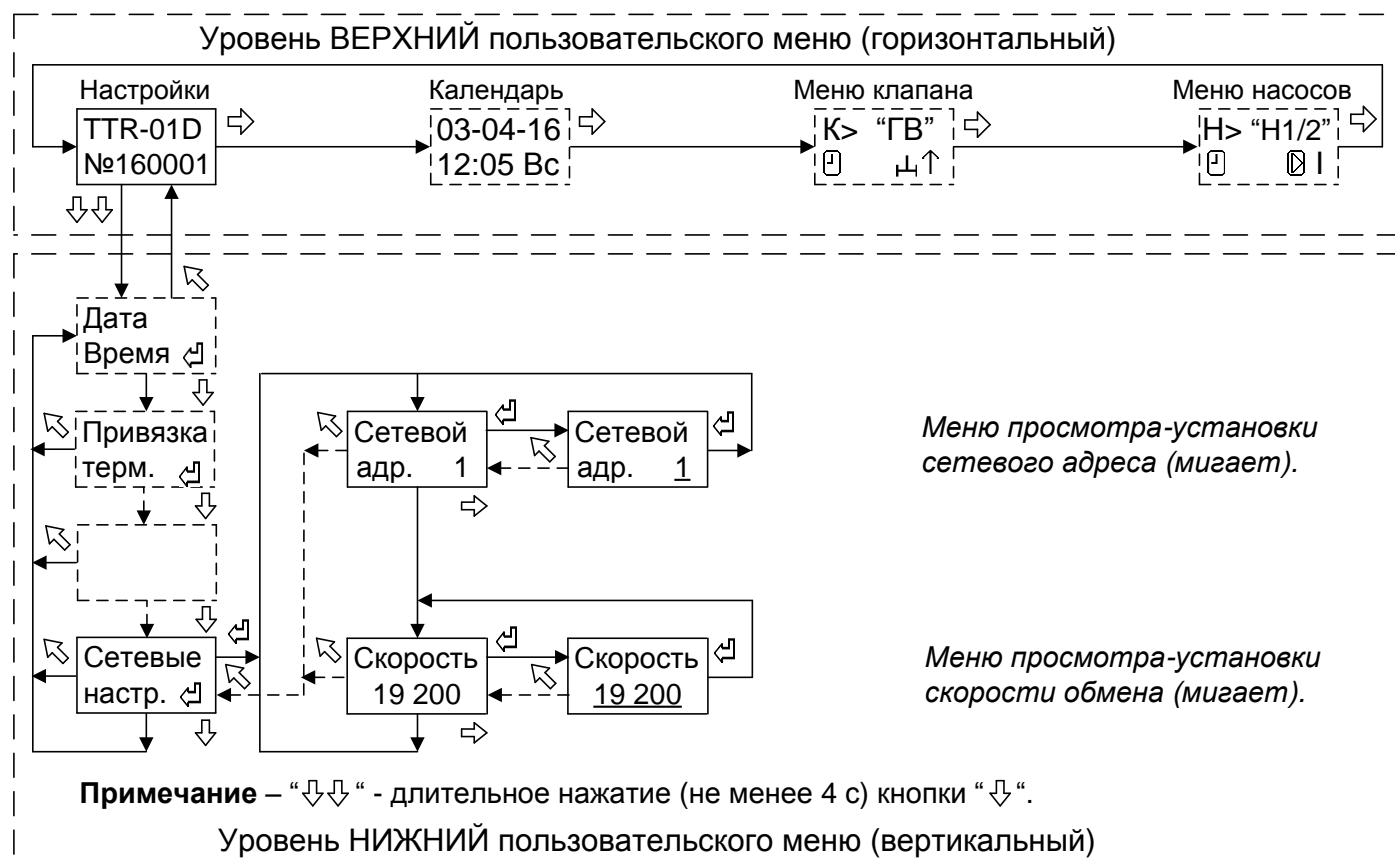 Уровень ВЕРХНИЙ пользовательского меню (горизонтальный)
Настройки
TTR-01D
№160001
Календарь
03-04-16
12:05 Вс
Меню клапана
К> “ГВ”
Меню насосов
Н> “Н1/2”
I
Дата
Время
Привязка
терм.
Сетевые
настр.
Сетевой
адр. 1
Сетевой
адр. 1
Меню просмотра-установки
сетевого адреса (мигает).
Скорость
19 200
Скорость
19 200
Меню просмотра-установки
скорости обмена (мигает).
Примечание – “⇩⇩“ - длительное нажатие (не менее 4 с) кнопки “⇩“.
Уровень НИЖНИЙ пользовательского меню (вертикальный)